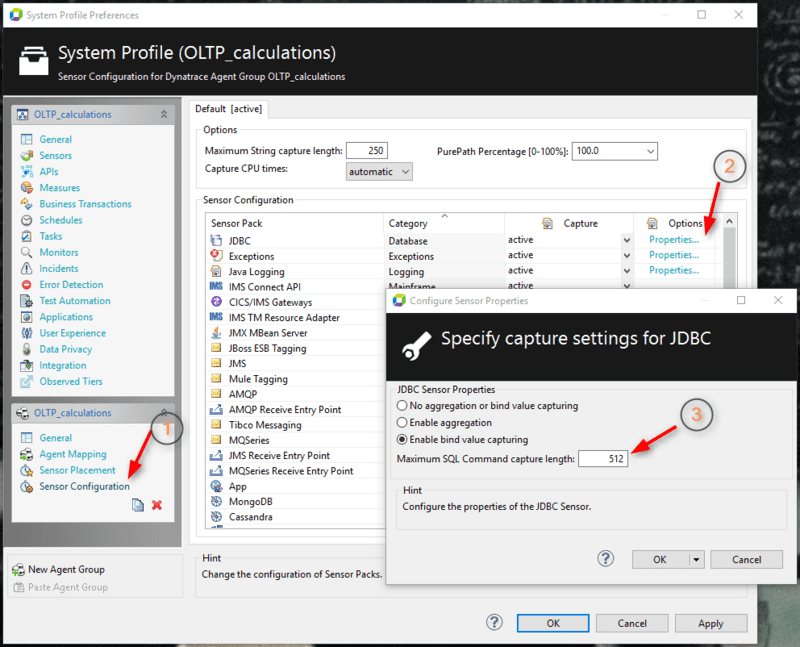 System Profile Preferences
System Profile (OLTP_calculations)
Sensor Configuration for Dynatrace Agent Group OLTP_calculations
OLTP_calculations
General
Sensors
APIs
Measures
Business Transactions
Schedules
Tasks
Monitors
Incidents
Error Detection
Test Automation
Applications
User Experience
Data Privacy
Integration
Observed Tiers
OLTP_calculations
1
General
Agent Mapping
Sensor Placement
Sensor Configuration
New Agent Group
Paste Agent Group
Default [active]
Options
Maximum String capture length: 250 PurePath Percentage [0-100%]: 100.0
Capture CPU times: automatic
2
Sensor Configuration
Sensor Pack Category Capture Options
JDBC Database active Properties...
Exceptions Exceptions active Properties...
Java Logging Logging active Properties...
IMS IMS Connect API Mainframe
CICS/IMS Gateways
IMS IMS TM Resource Adapter
JMX MBean Server
JBoss ESB Tagging
JMS
Mule Tagging
AMQP
AMQP Receive Entry Point
Tibco Messaging
MQSeries
JMS Receive Entry Point
MQSeries Receive Entry Point
App
MongoDB
Cassandra
Hint
Change the configuration of Sensor Packs.
? OK Cancel Apply
Configure Sensor Properties
Specify capture settings for JDBC
JDBC Sensor Properties
No aggregation or bind value capturing
Enable aggregation
Enable bind value capturing
3
Maximum SQL Command capture length: 512
Hint
Configure the properties of the JDBC Sensor.
? OK Cancel